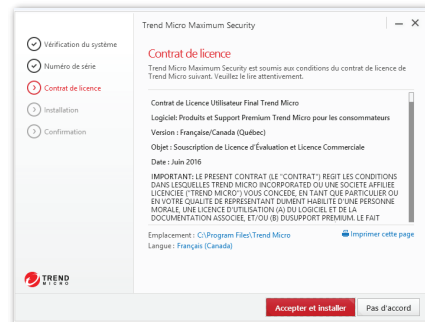 Trend Micro Maximum Security
Vérification du système
Numéro de série
Contrat de licence
Installation
Confirmation
Contrat de licence
Trend Micro Maximum Security est soumis aux conditions du contrat de licence de
Trend Micro suivant. Veuillez le lire attentivement.
Contrat de Licence Utilisateur Final Trend Micro
Logiciel: Produits et Support Premium Trend Micro pour les consommateurs
Version : Française/Canada (Québec)
Objet : Souscription de Licence d'Évaluation et Licence Commerciale
Date : Juin 2016
IMPORTANT: LE PRESENT CONTRAT (LE "CONTRAT") REGIT LES CONDITIONS
DANS LESQUELLES TREND MICRO INCORPORATED OU UNE SOCIETE AFFILIEE
LICENCIÉE ("TREND MICRO") VOUS CONCEDE, EN TANT QUE PARTICULIER OU
EN VOTRE QUALITE DE REPRESENTANT DUMENT HABILITE D'UNE PERSONNE
MORALE, UNE LICENCE D'UTILISATION (A) DU LOGICIEL ET DE LA
DOCUMENTATION ASSOCIEE, ET/OU (B) DUSUPPORT PREMIUM. LE FAIT
Emplacement : C:\Program Files\Trend Micro
Imprimer cette page
Langue : Français (Canada)
TREND
MICRO
Accepter et installer
Pas d'accord